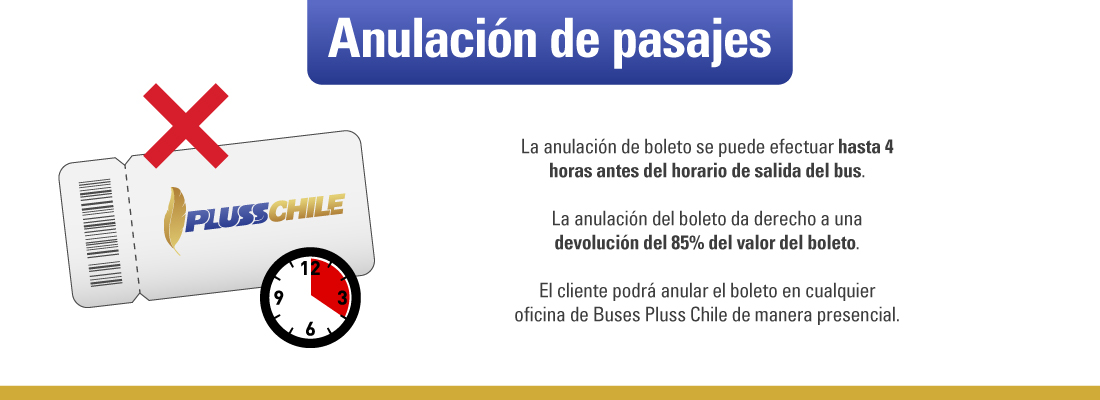 Anulación de pasajes
PLUSSCHILE
12
3
6
9
La anulación de boleto se puede efectuar hasta 4
horas antes del horario de salida del bus.
La anulación del boleto da derecho a una
devolución del 85% del valor del boleto.
El cliente podrá anular el boleto en cualquier
oficina de Buses Pluss Chile de manera presencial.